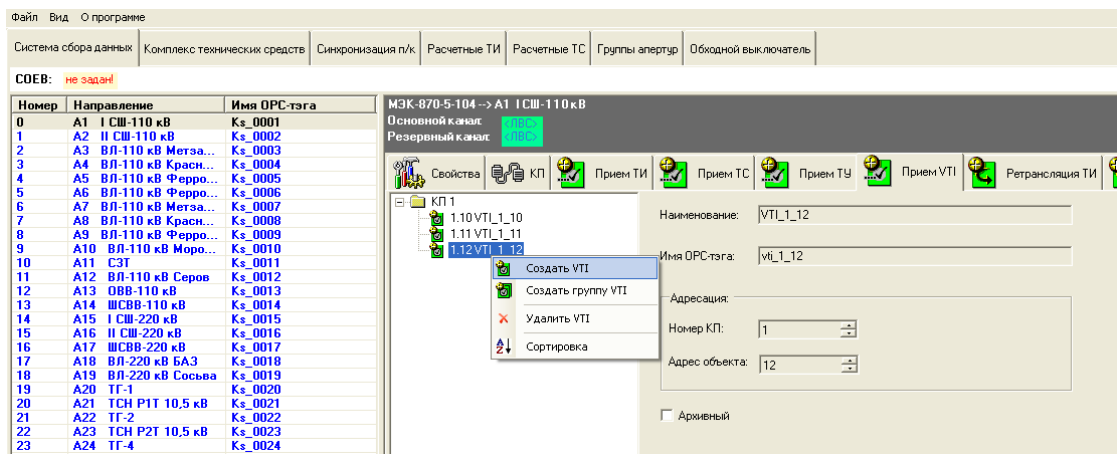 Файл Вид О программе
Система сбора данных Комплекс технических средств Синхронизация п/к Расчетные ТИ Расчетные ТС Группы апертур Обходной выключатель
СОЕВ: не задан!
Номер Направление Имя OPC-тэга
0 А1 I СШ-110 кВ Ks_0001
1 А2 II СШ-110 кВ Ks_0002
2 А3 ВЛ-110 кВ Метза... Ks_0003
3 А4 ВЛ-110 кВ Красн... Ks_0004
4 А5 ВЛ-110 кВ Ферро... Ks_0005
5 А6 ВЛ-110 кВ Ферро... Ks_0006
6 А7 ВЛ-110 кВ Метза... Ks_0007
7 А8 ВЛ-110 кВ Красн... Ks_0008
8 А9 ВЛ-110 кВ Ферро... Ks_0009
9 А10 ВЛ-110 кВ Моро... Ks_0010
10 А11 СЗТ Ks_0011
11 А12 ВЛ-110 кВ Серов Ks_0012
12 А13 ОВВ-110 кВ Ks_0013
13 А14 ШСВВ-110 кВ Ks_0014
14 А15 I СШ-220 кВ Ks_0015
15 А16 II СШ-220 кВ Ks_0016
16 А17 ШСВВ-220 кВ Ks_0017
17 А18 ВЛ-220 кВ БАЗ Ks_0018
18 А19 ВЛ-220 кВ Сосьва Ks_0019
19 А20 ТГ-1 Ks_0020
20 А21 ТСН Р1Т 10,5 кВ Ks_0021
21 А22 ТГ-2 Ks_0022
22 А23 ТСН Р2Т 10,5 кВ Ks_0023
23 А24 ТГ-4 Ks_0024
МЭК-870-5-104 --> А1 I СШ-110 кВ
Основной канал: <ЛВС>
Резервный канал: <ЛВС>
Свойства КП Прием ТИ Прием ТС Прием ТУ Прием VTI Ретрансляция ТИ
КП 1
1.10 VTI_1_10
1.11 VTI_1_11
1.12 VTI_1_12
Создать VTI
Создать группу VTI
Удалить VTI
Сортировка
Наименование: VTI_1_12
Имя OPC-тэга: vti_1_12
Адресация:
Номер КП: 1
Адрес объекта: 12
Архивный